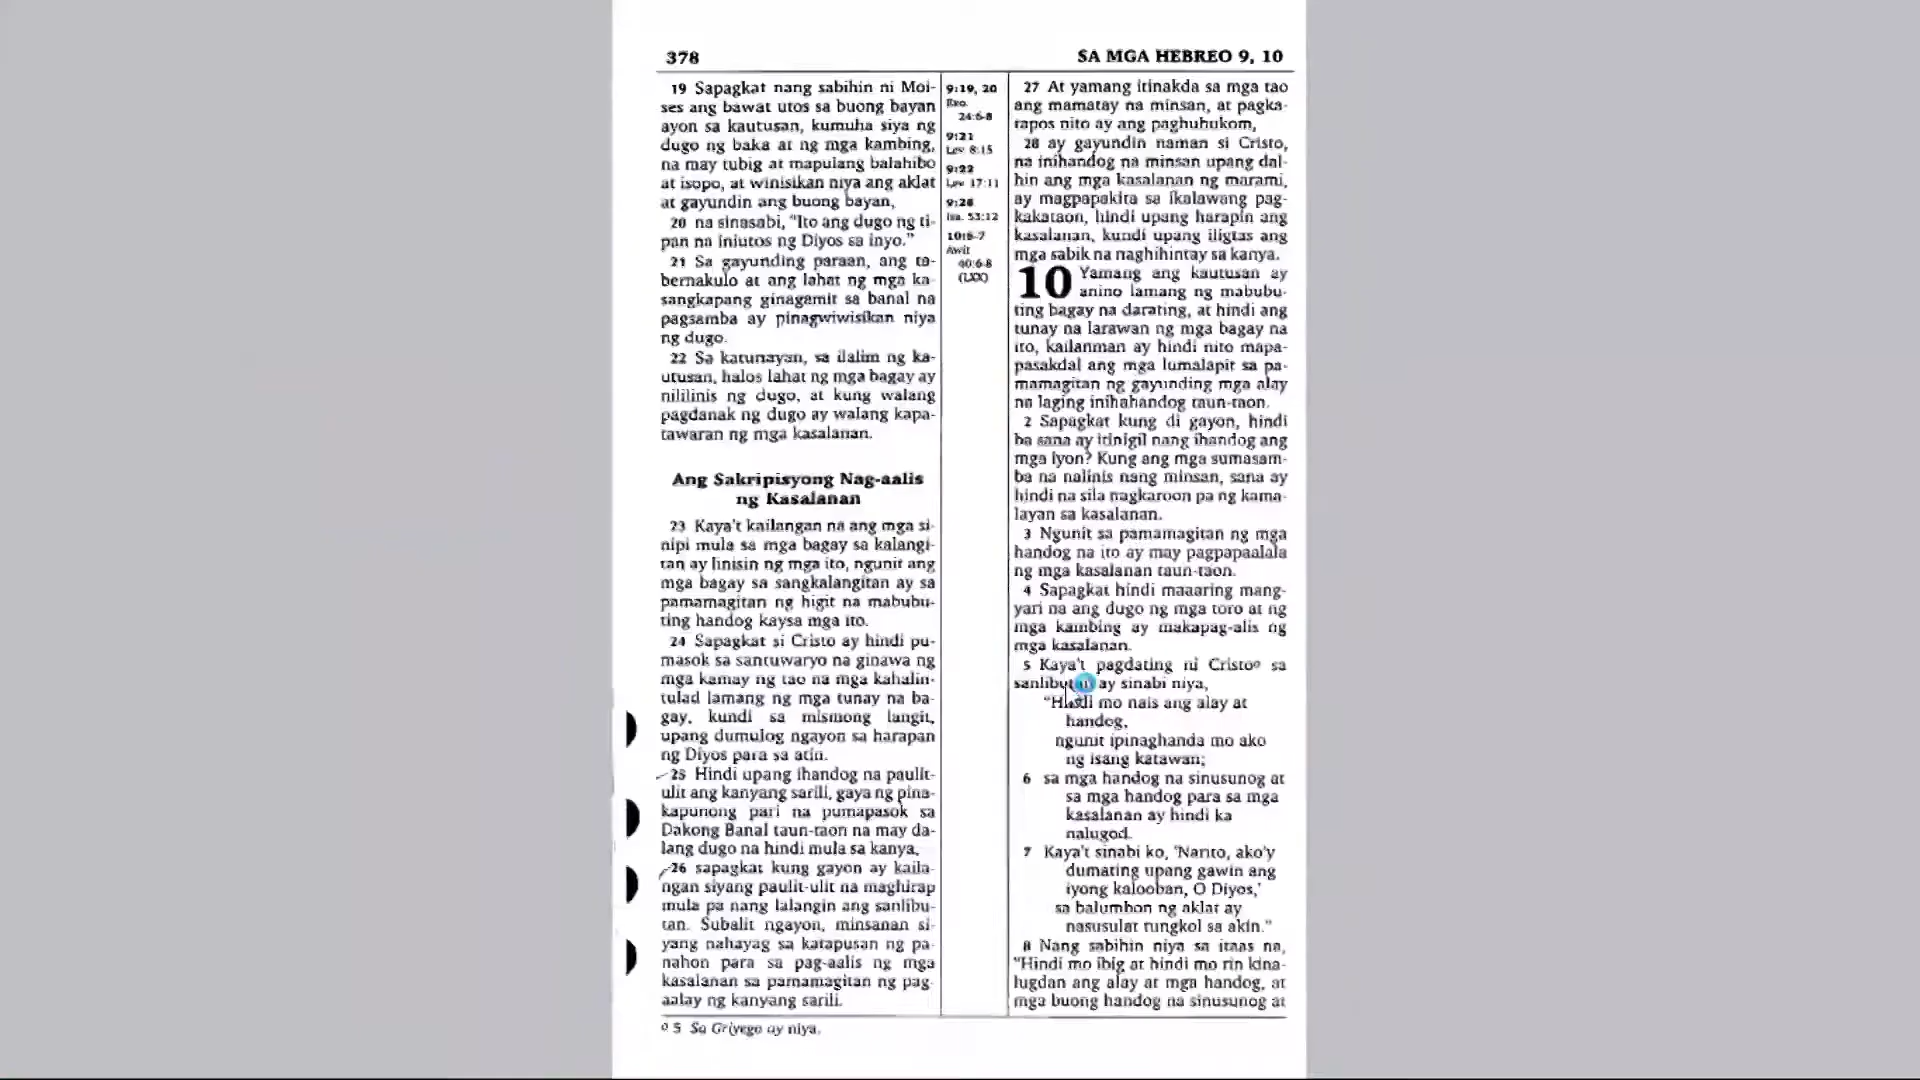 378
SA MGA HEBREO 9, 10
19 Sapagkat nang sabihin ni Moi-
ses ang bawat utos sa buong bayan
ayon sa kautusan, kumuha siya ng
dugo ng baka at ng mga kambing,
na may tubig at mapulang balahibo
at isopo, at winisikan niya ang aklat
at gayundin ang buong bayan,
20 na sinasabi, "Ito ang dugo ng ti-
pan na iniutos ng Diyos sa inyo."
21 Sa gayunding paraan, ang ta-
bernakulo at ang lahat ng mga ka-
sangkapang ginagamit sa banal na
pagsamba ay pinagwiwisikan niya
ng dugo.
22 Sa katunayan, sa ilalim ng ka-
utusan, halos lahat ng mga bagay ay
nililinis ng dugo, at kung walang
pagdanak ng dugo ay walang kapa-
tawaran ng mga kasalanan.
Ang Sakripisyong Nag-aalis
ng Kasalanan
23 Kaya't kailangan na ang mga si-
nipi mula sa mga bagay sa kalangi-
tan ay linisin ng mga ito, ngunit ang
mga bagay sa sangkalangitan ay sa
pamamagitan ng higit na mabubu-
ting handog kaysa mga ito.
24 Sapagkat si Cristo ay hindi pu-
masok sa santuwaryo na ginawa ng
mga kamay ng tao na mga kahalin-
tulad lamang ng mga tunay na ba-
gay, kundi sa mismong langit,
upang dumulog ngayon sa harapan
ng Diyos para sa atin.
25 Hindi upang ihandog na paulit-
ulit ang kanyang sarili, gaya ng pina-
kapunong pari na pumapasok sa
Dakong Banal taun-taon na may da-
lang dugo na hindi mula sa kanya,
26 sapagkat kung gayon ay kaila-
ngan siyang paulit-ulit na maghirap
mula pa nang lalangin ang sanlibu-
tan. Subalit ngayon, minsanan si-
yang nahayag sa katapusan ng pa-
nahon para sa pag-aalis ng mga
kasalanan sa pamamagitan ng pag-
aalay ng kanyang sarili.
9:19, 20
Exo.
24:6-8
9:21
Lev 8:15
9:22
Lev 17:11
9:28
Isa. 53:12
10:5-7
Awit
40:6-8
(LXX)
27 At yamang itinakda sa mga tao
ang mamatay na minsan, at pagka-
tapos nito ay ang paghuhukom,
28 ay gayundin naman si Cristo,
na inihandog na minsan upang dal-
hin ang mga kasalanan ng marami,
ay magpapakita sa ikalawang pag-
kakataon, hindi upang harapin ang
kasalanan, kundi upang iligtas ang
mga sabik na naghihintay sa kanya.
10 Yamang ang kautusan ay
anino lamang ng mabubu-
ting bagay na darating, at hindi ang
tunay na larawan ng mga bagay na
ito, kailanman ay hindi nito mapa-
pasakdal ang mga lumalapit sa pa-
mamagitan ng gayunding mga alay
na laging inihahandog taun-taon.
2 Sapagkat kung di gayon, hindi
ba sana ay itinigil nang ihandog ang
mga iyon? Kung ang mga sumasam-
ba na nalinis nang minsan, sana ay
hindi na sila nagkaroon pa ng kama-
layan sa kasalanan.
3 Ngunit sa pamamagitan ng mga
handog na ito ay may pagpapaalala
ng mga kasalanan taun-taon.
4 Sapagkat hindi maaaring mang-
yari na ang dugo ng mga toro at ng
mga kambing ay makapag-alis ng
mga kasalanan.
5 Kaya't pagdating ni Cristoº sa
sanlibutan ay sinabi niya,
"Hindi mo nais ang alay at
handog,
ngunit ipinaghanda mo ako
ng isang katawan;
6 sa mga handog na sinusunog at
sa mga handog para sa mga
kasalanan ay hindi ka
nalugod.
7 Kaya't sinabi ko, 'Narito, ako'y
dumating upang gawin ang
iyong kalooban, O Diyos,'
sa balumbon ng aklat ay
nasusulat tungkol sa akin."
8 Nang sabihin niya sa itaas na,
"Hindi mo ibig at hindi mo rin kina-
lugdan ang alay at mga handog, at
mga buong handog na sinusunog at
º 5 Sa Griyego ay niya.